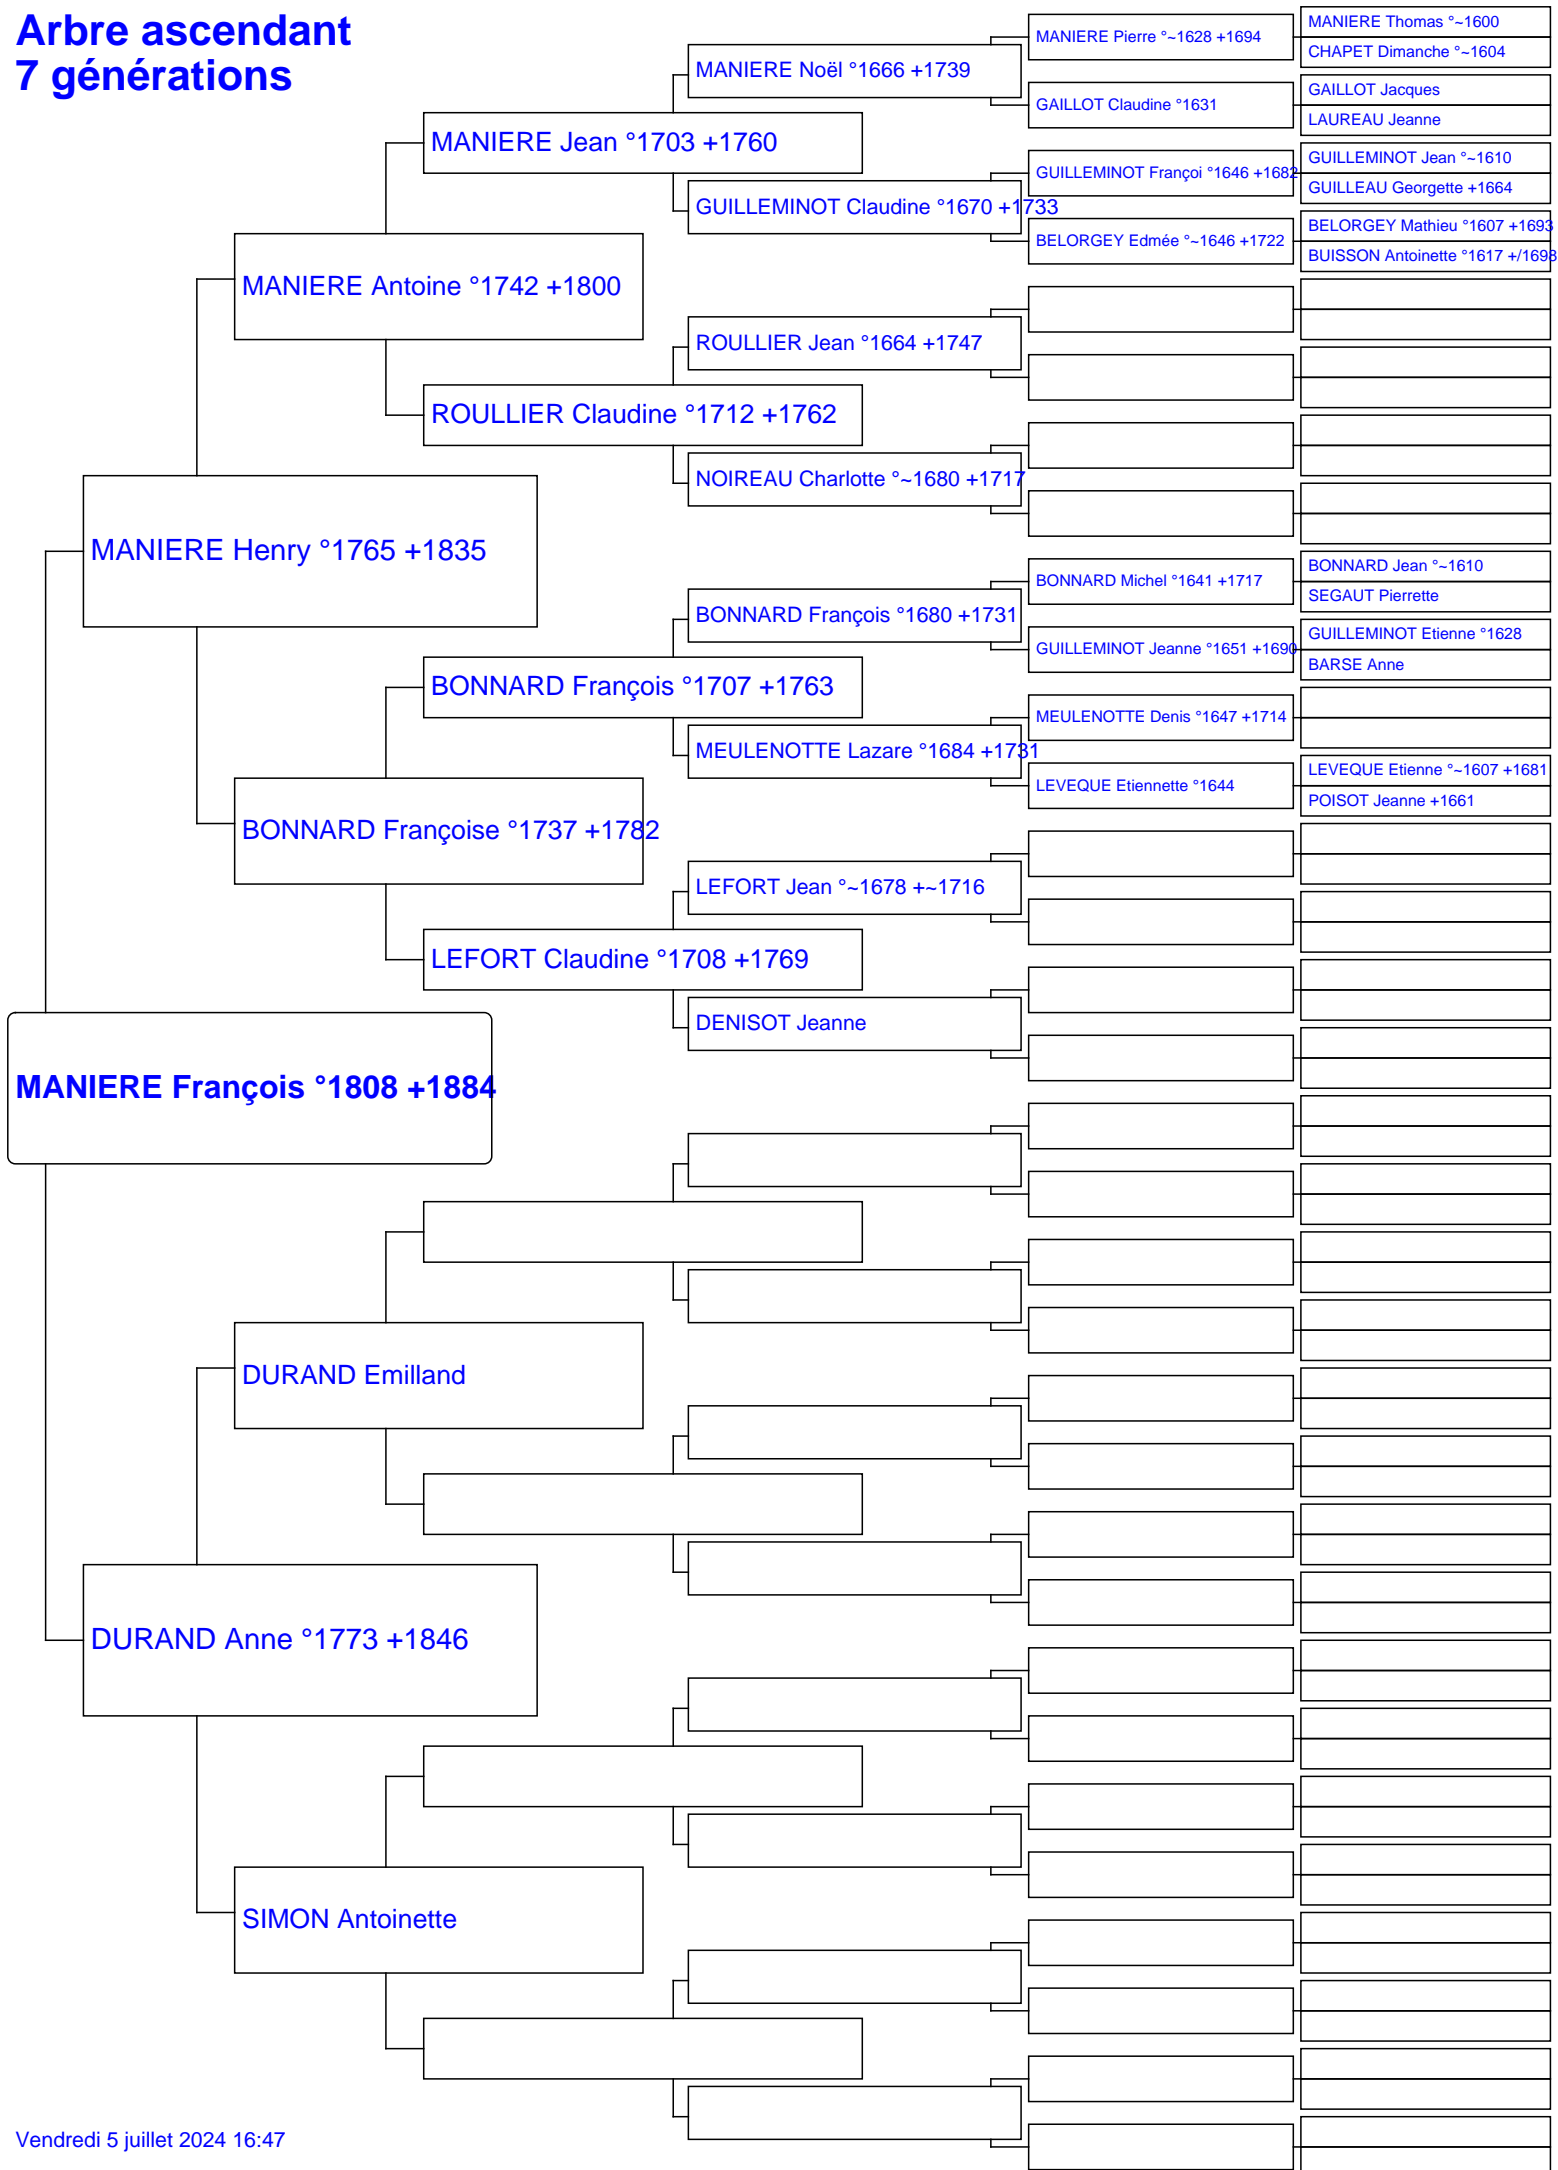 Arbre ascendant
7 générations
MANIERE François °1808 +1884
MANIERE Henry °1765 +1835
DURAND Anne °1773 +1846
MANIERE Antoine °1742 +1800
BONNARD Françoise °1737 +1782
DURAND Emilland
SIMON Antoinette
MANIERE Jean °1703 +1760
ROULLIER Claudine °1712 +1762
BONNARD François °1707 +1763
LEFORT Claudine °1708 +1769
MANIERE Noël °1666 +1739
GUILLEMINOT Claudine °1670 +1733
ROULLIER Jean °1664 +1747
NOIREAU Charlotte °~1680 +1717
BONNARD François °1680 +1731
MEULENOTTE Lazare °1684 +1731
LEFORT Jean °~1678 +~1716
DENISOT Jeanne
MANIERE Pierre °~1628 +1694
GAILLOT Claudine °1631
GUILLEMINOT Françoi °1646 +1682
BELORGEY Edmée °~1646 +1722
BONNARD Michel °1641 +1717
GUILLEMINOT Jeanne °1651 +1690
MEULENOTTE Denis °1647 +1714
LEVEQUE Etiennette °1644
MANIERE Thomas °~1600
CHAPET Dimanche °~1604
GAILLOT Jacques
LAUREAU Jeanne
GUILLEMINOT Jean °~1610
GUILLEAU Georgette +1664
BELORGEY Mathieu °1607 +1693
BUISSON Antoinette °1617 +/1698
BONNARD Jean °~1610
SEGAUT Pierrette
GUILLEMINOT Etienne °1628
BARSE Anne
LEVEQUE Etienne °~1607 +1681
POISOT Jeanne +1661
Vendredi 5 juillet 2024 16:47